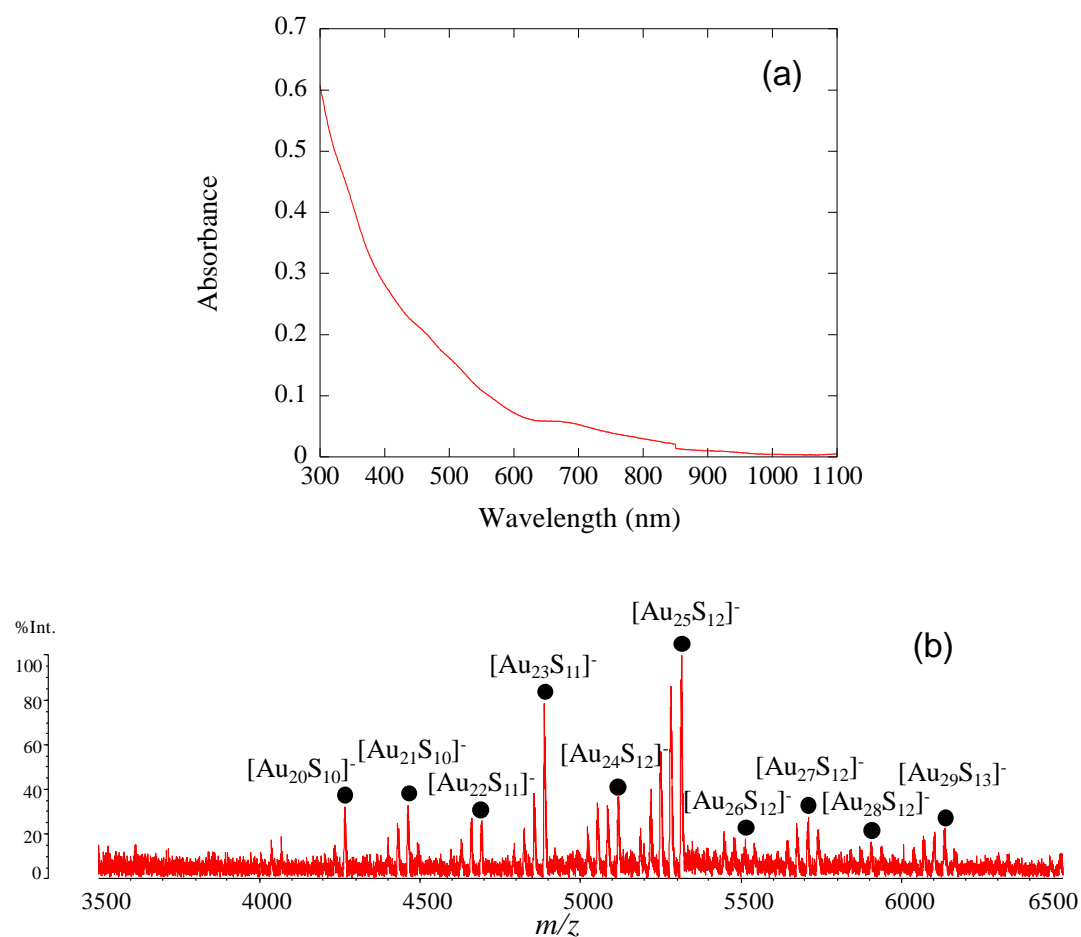 0.7
(a)
0.6
0.5
0.4
0.3
0.2
0.1
0
Absorbance
300 400 500 600 700 800 900 1000 1100
Wavelength (nm)
%Int.
(b)
100
80
60
40
20
0
[Au₂₀S₁₀]⁻
[Au₂₁S₁₀]⁻
[Au₂₂S₁₁]⁻
[Au₂₃S₁₁]⁻
[Au₂₄S₁₂]⁻
[Au₂₅S₁₂]⁻
[Au₂₆S₁₂]⁻
[Au₂₇S₁₂]⁻
[Au₂₈S₁₂]⁻
[Au₂₉S₁₃]⁻
3500 4000 4500 5000 5500 6000 6500
m/z